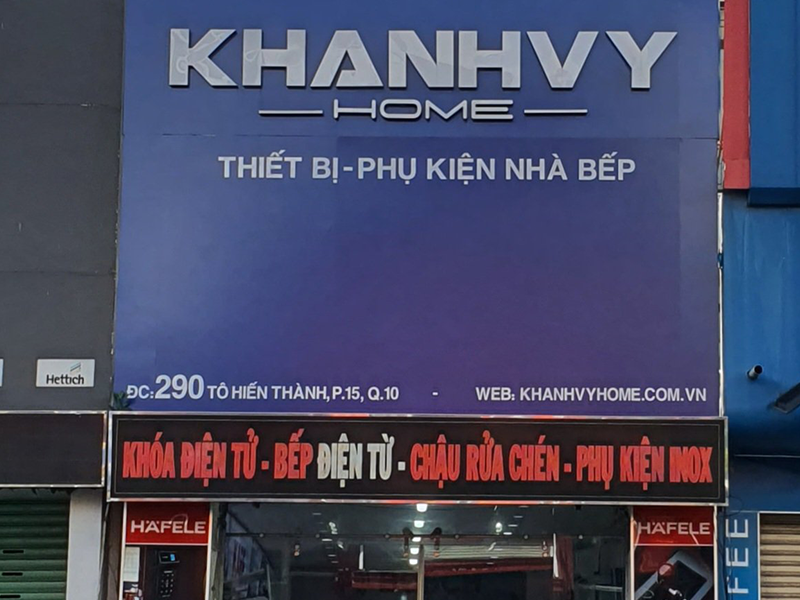 KHANHVY
HOME
THIẾT BỊ-PHỤ KIỆN NHÀ BẾP
Hettich
ĐC:290 TÔ HIẾN THÀNH, P.15, Q.10 - WEB: KHANHVYHOME.COM.VN
KHÓA ĐIỆN TỬ - BẾP ĐIỆN TỪ - CHẬU RỬA CHÉN - PHỤ KIỆN INOX
HÄFELE
HÄFELE
FEE